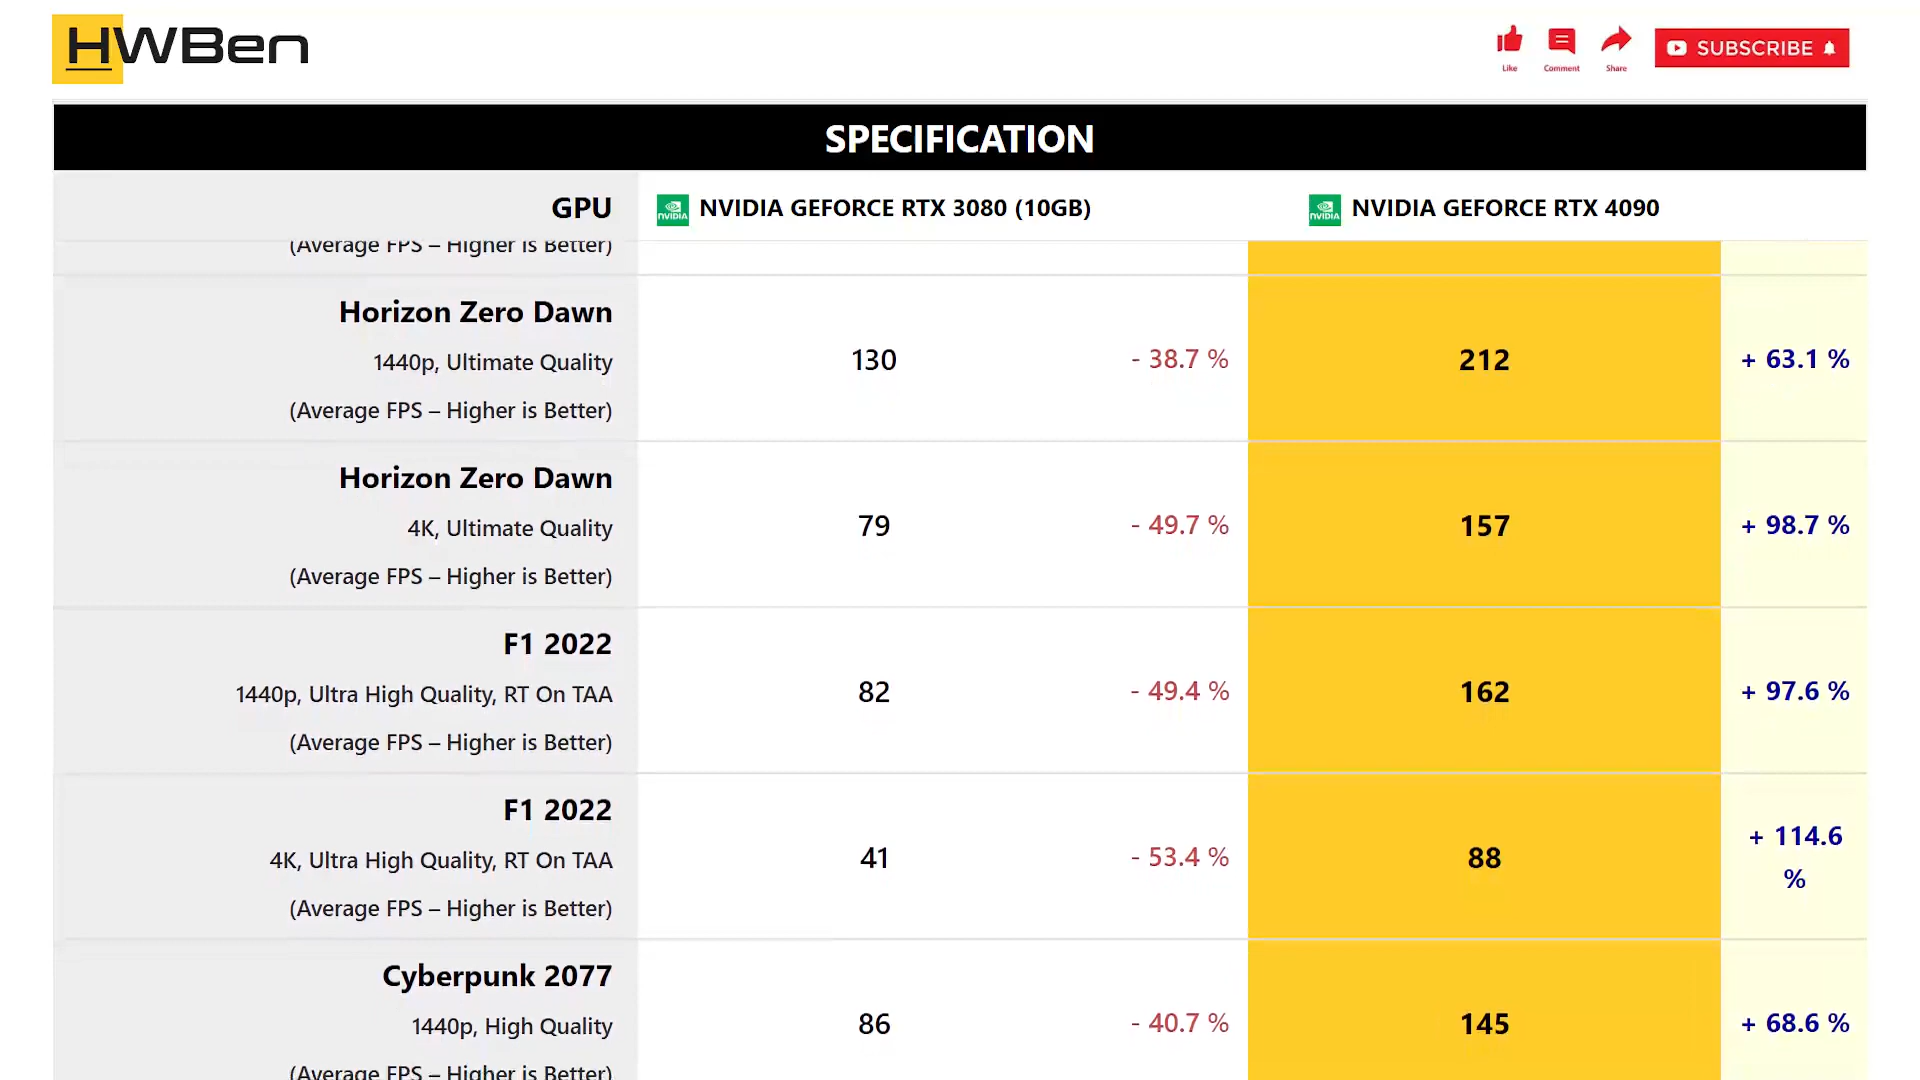 HWBen
Like
Comment
Share
SUBSCRIBE
SPECIFICATION
GPU
NVIDIA GEFORCE RTX 3080 (10GB)
NVIDIA GEFORCE RTX 4090
(Average FPS – Higher is Better)
Horizon Zero Dawn
1440p, Ultimate Quality
(Average FPS – Higher is Better)
130
- 38.7 %
212
+ 63.1 %
Horizon Zero Dawn
4K, Ultimate Quality
(Average FPS – Higher is Better)
79
- 49.7 %
157
+ 98.7 %
F1 2022
1440p, Ultra High Quality, RT On TAA
(Average FPS – Higher is Better)
82
- 49.4 %
162
+ 97.6 %
F1 2022
4K, Ultra High Quality, RT On TAA
(Average FPS – Higher is Better)
41
- 53.4 %
88
+ 114.6
%
Cyberpunk 2077
1440p, High Quality
(Average FPS – Higher is Better)
86
- 40.7 %
145
+ 68.6 %